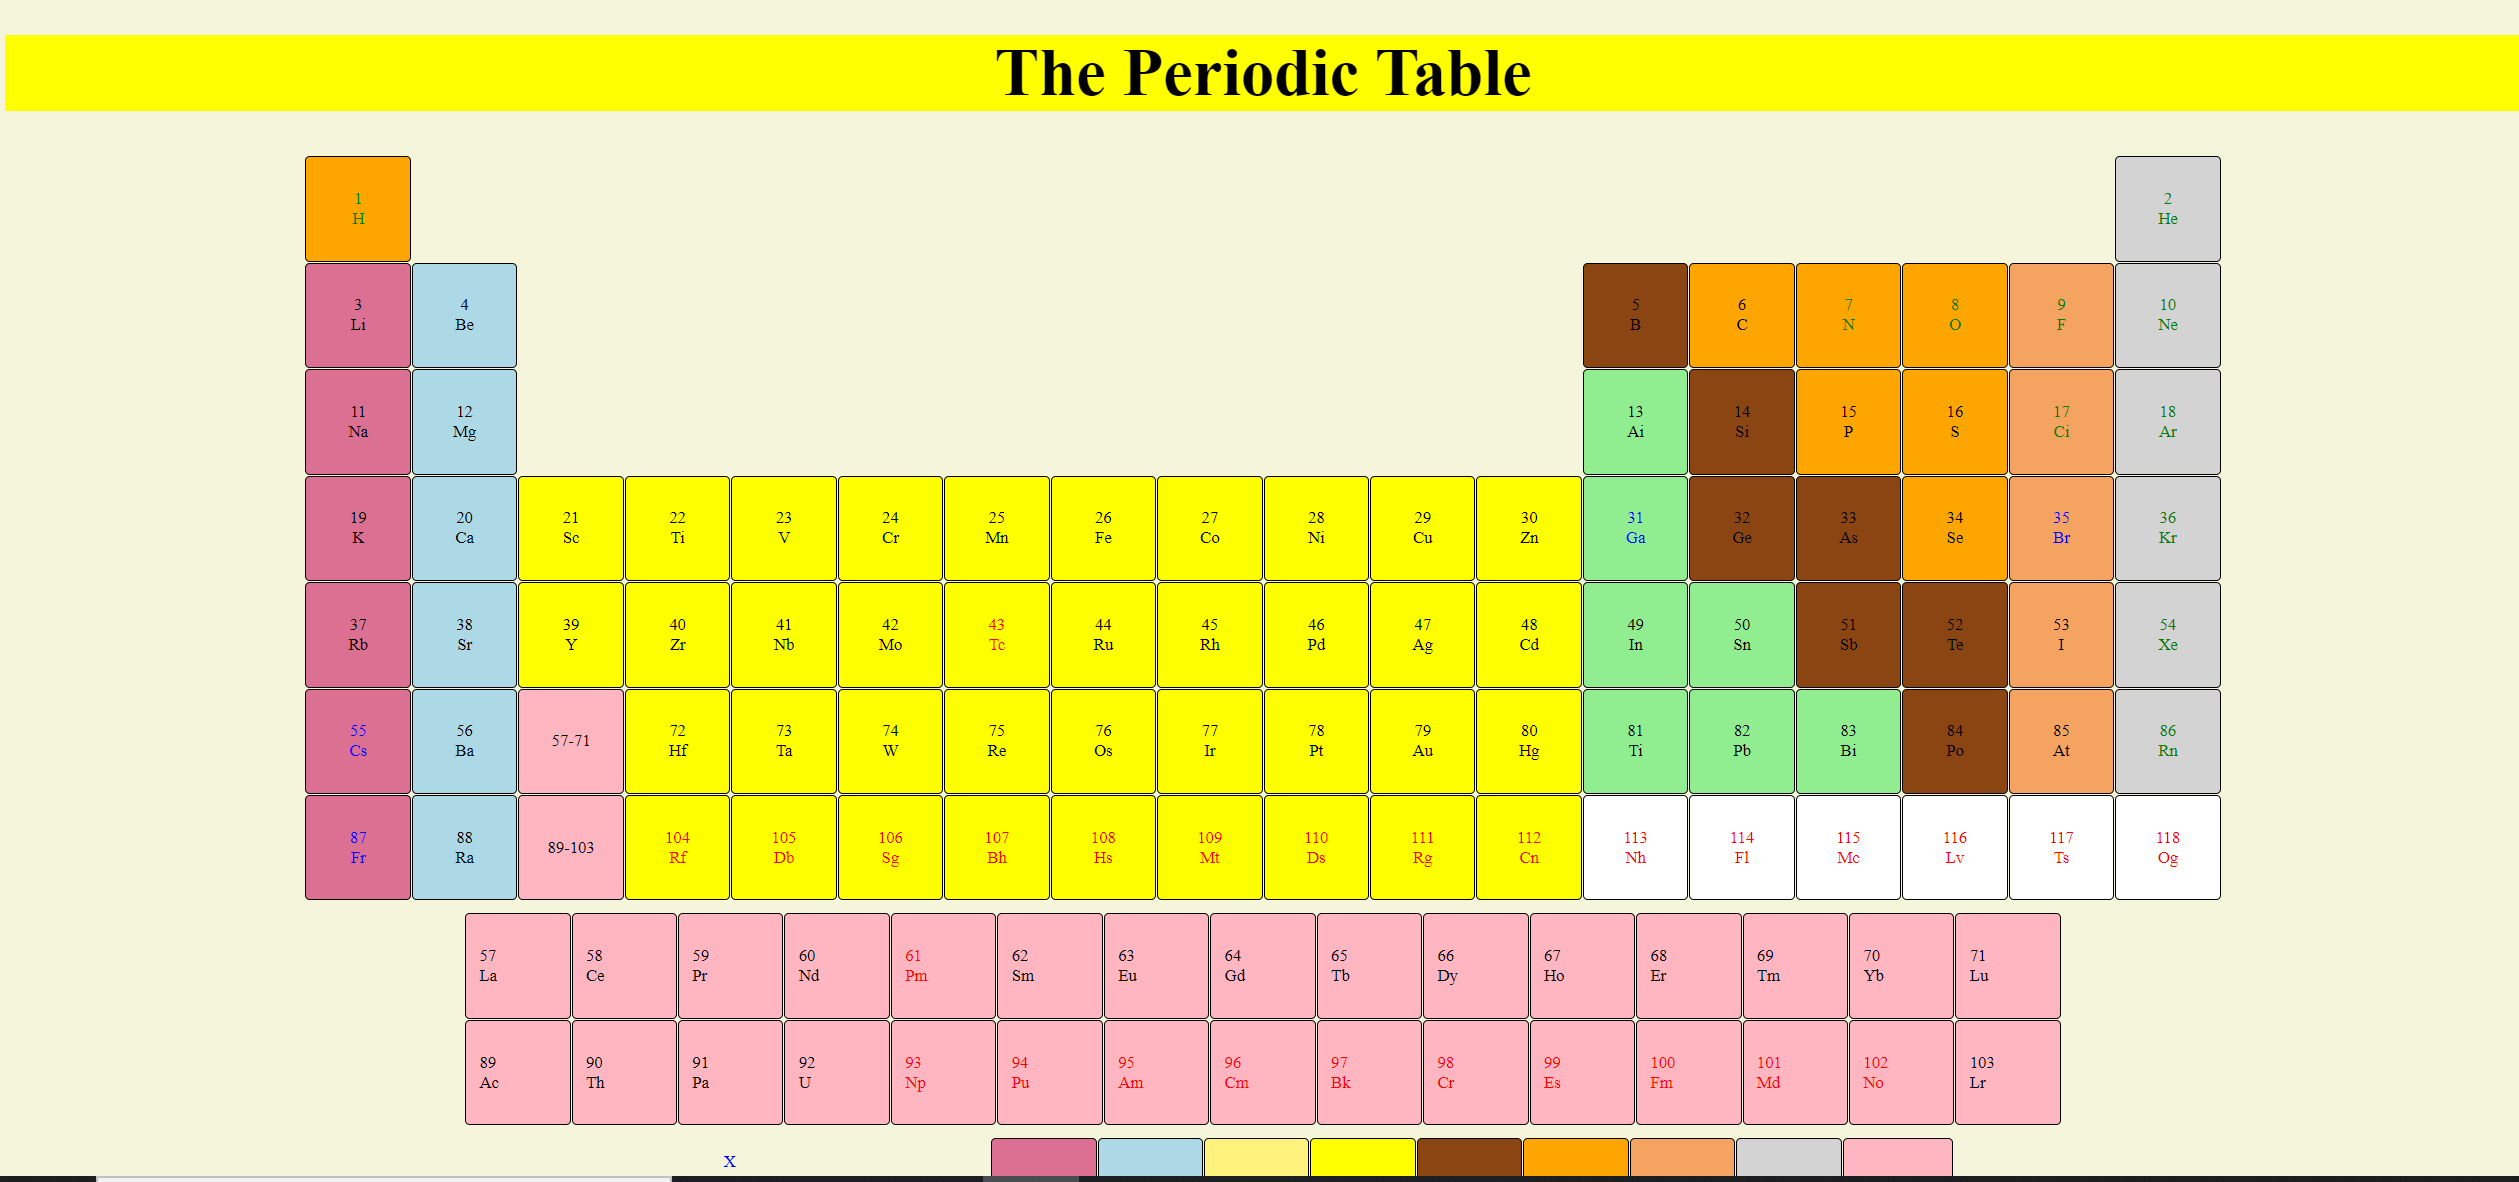 The Periodic Table
1 2
H He
3 4 5 6 7 8 9 10
Li Be B C N O F Ne
11 12 13 14 15 16 17 18
Na Mg Ai Si P S Ci Ar
19 20 21 22 23 24 25 26 27 28 29 30 31 32 33 34 35 36
K Ca Sc Ti V Cr Mn Fe Co Ni Cu Zn Ga Ge As Se Br Kr
37 38 39 40 41 42 43 44 45 46 47 48 49 50 51 52 53 54
Rb Sr Y Zr Nb Mo Tc Ru Rh Pd Ag Cd In Sn Sb Te I Xe
55 56 57-71 72 73 74 75 76 77 78 79 80 81 82 83 84 85 86
Cs Ba Hf Ta W Re Os Ir Pt Au Hg Ti Pb Bi Po At Rn
87 88 89-103 104 105 106 107 108 109 110 111 112 113 114 115 116 117 118
Fr Ra Rf Db Sg Bh Hs Mt Ds Rg Cn Nh Fl Mc Lv Ts Og
57 58 59 60 61 62 63 64 65 66 67 68 69 70 71
La Ce Pr Nd Pm Sm Eu Gd Tb Dy Ho Er Tm Yb Lu
89 90 91 92 93 94 95 96 97 98 99 100 101 102 103
Ac Th Pa U Np Pu Am Cm Bk Cr Es Fm Md No Lr
X